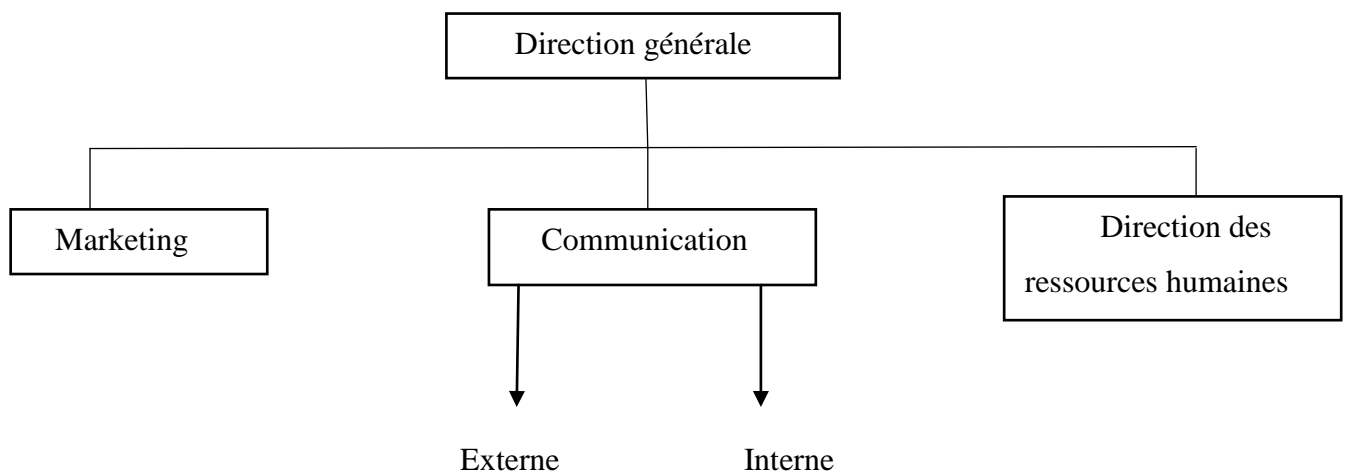 Direction générale
Marketing
Communication
Direction des
ressources humaines
Externe
Interne